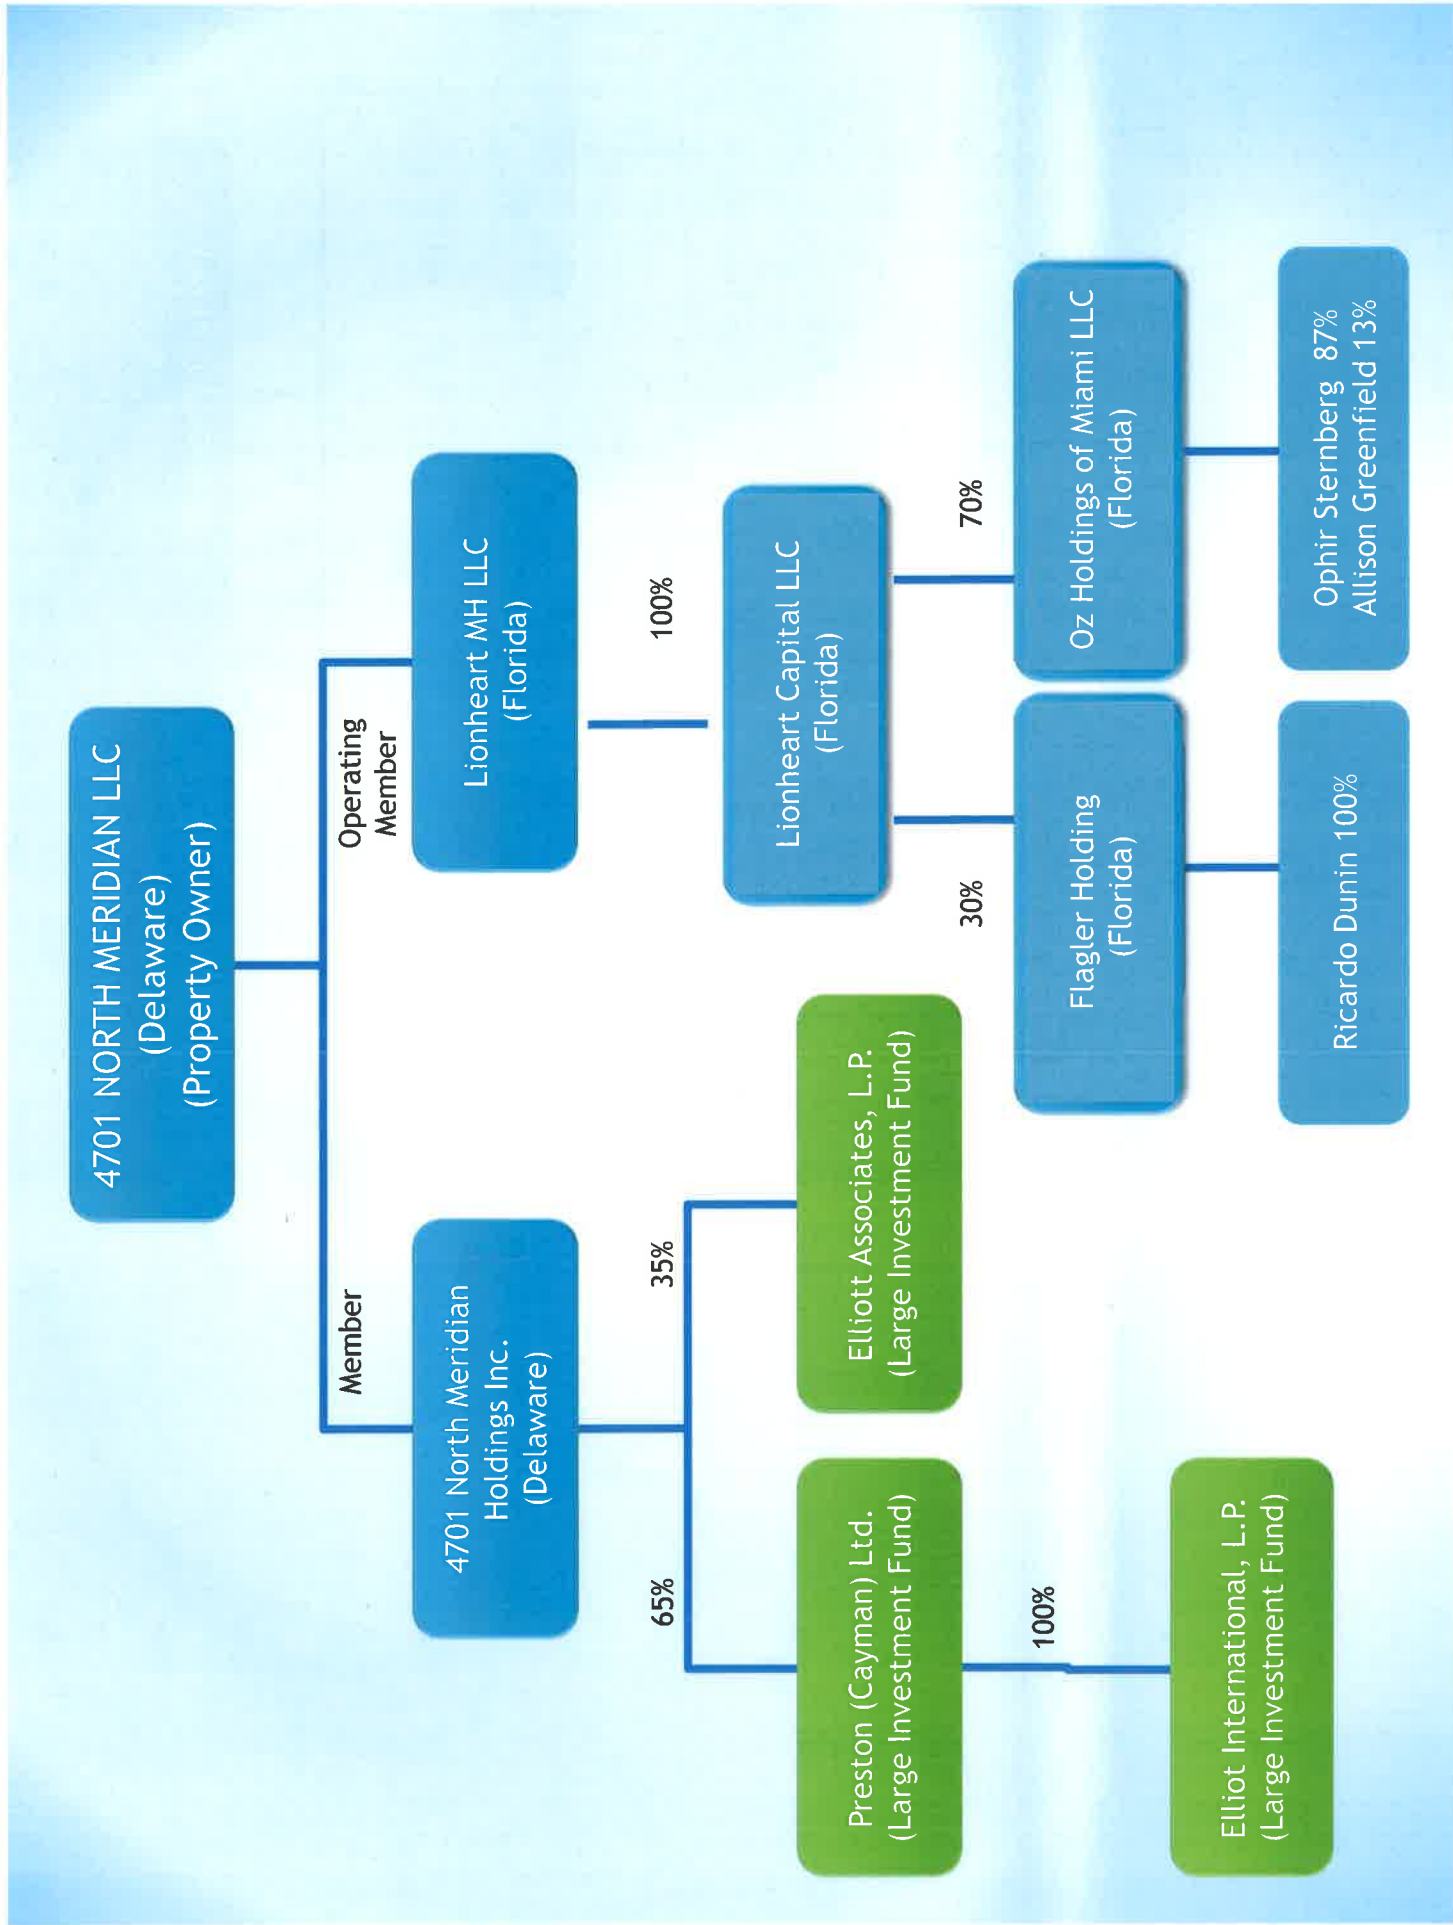 4701 NORTH MERIDIAN LLC
(Delaware)
(Property Owner)
Member
Operating
Member
4701 North Meridian
Holdings Inc.
(Delaware)
Lionheart MH LLC
(Florida)
65%
35%
100%
Preston (Cayman) Ltd.
(Large Investment Fund)
Elliott Associates, L.P.
(Large Investment Fund)
Lionheart Capital LLC
(Florida)
100%
30%
70%
Elliot International, L.P.
(Large Investment Fund)
Flagler Holding
(Florida)
Oz Holdings of Miami LLC
(Florida)
Ricardo Dunin 100%
Ophir Sternberg 87%
Allison Greenfield 13%